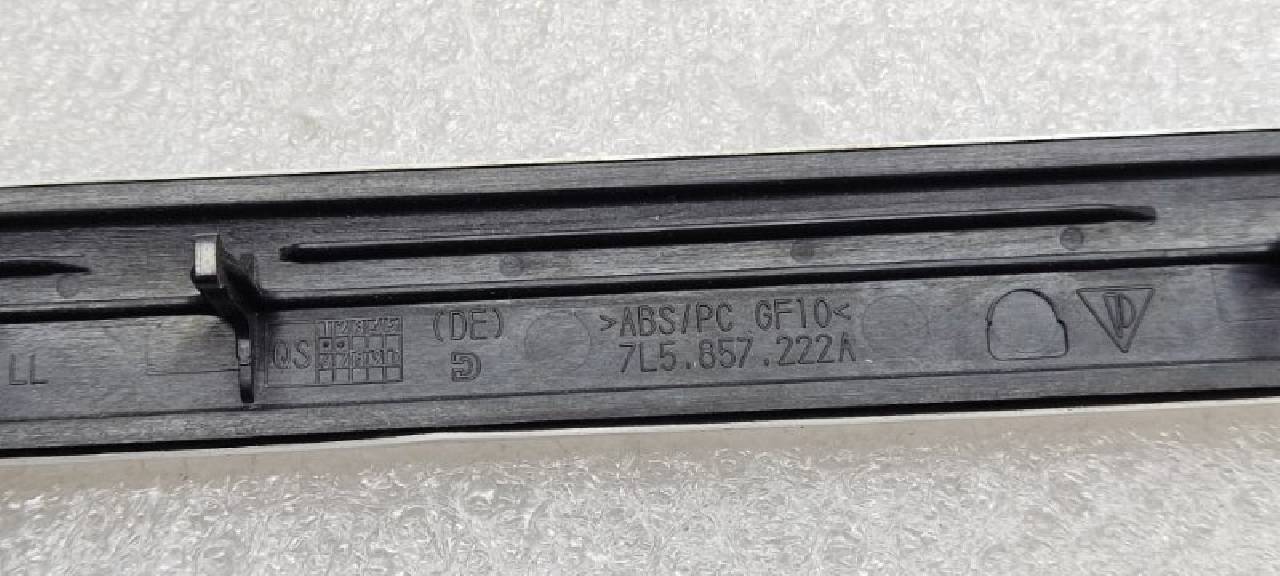 LL
QS
(DE)
>ABS/PC GF10<
7L5.857.222A